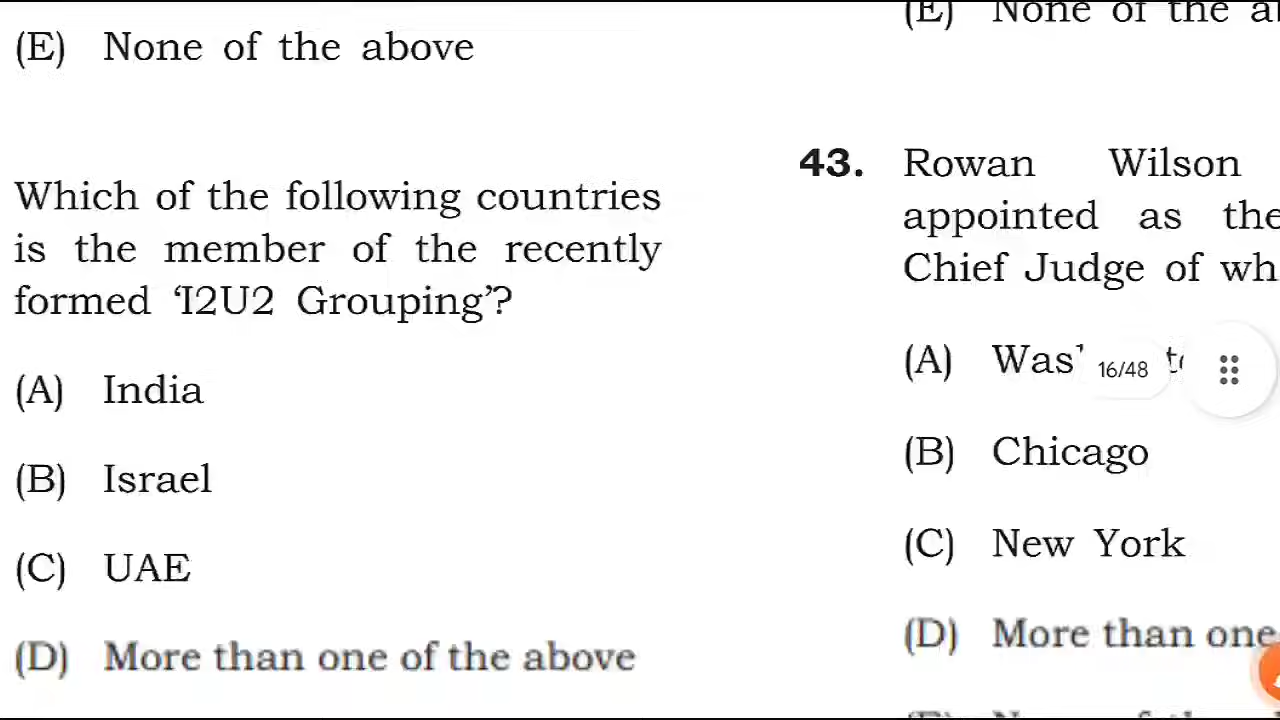 (E) None of the above
Which of the following countries
is the member of the recently
formed ‘I2U2 Grouping’?
(A) India
(B) Israel
(C) UAE
(D) More than one of the above
(E) None of the
43. Rowan Wilson
appointed as the
Chief Judge of
(A)
16/48
(B) Chicago
(C) New York
(D) More than one